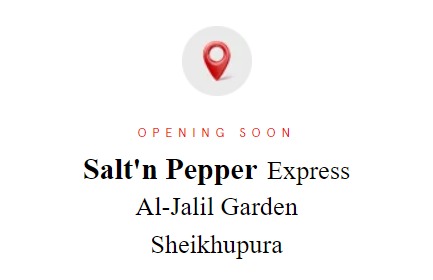 OPENING SOON
Salt'n Pepper Express
Al-Jalil Garden
Sheikhupura